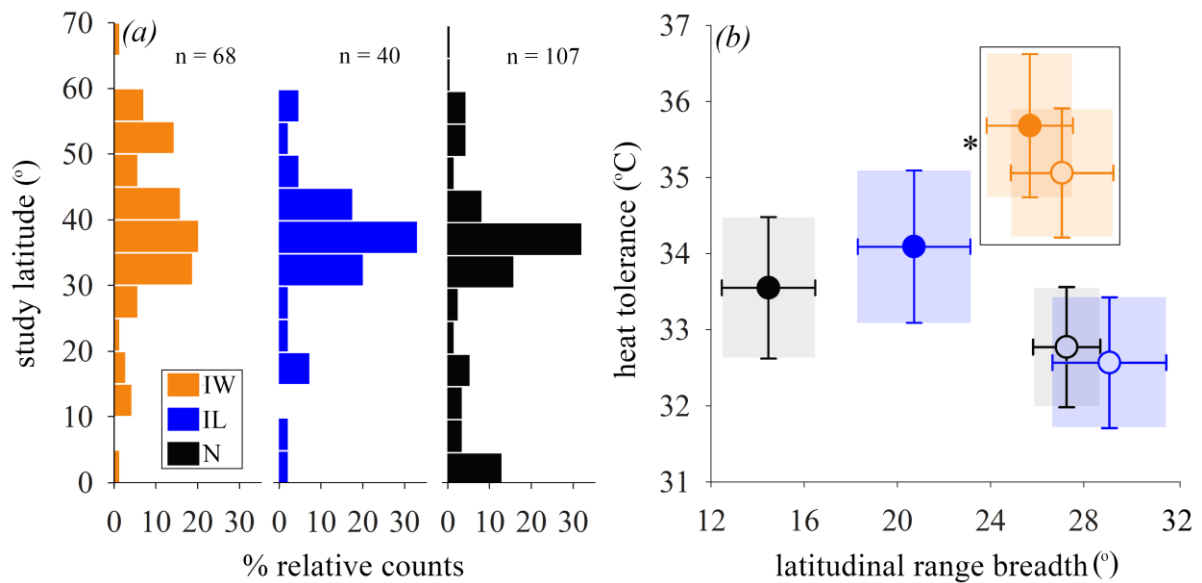 (a)
n = 68
n = 40
n = 107
70
60
50
40
30
20
10
0
study latitude (º)
IW
IL
N
0 10 20 30
0 10 20 30
0 10 20 30
% relative counts
(b)
37
36
35
34
33
32
31
heat tolerance (ºC)
*
12 16 20 24 28 32
latitudinal range breadth (º)